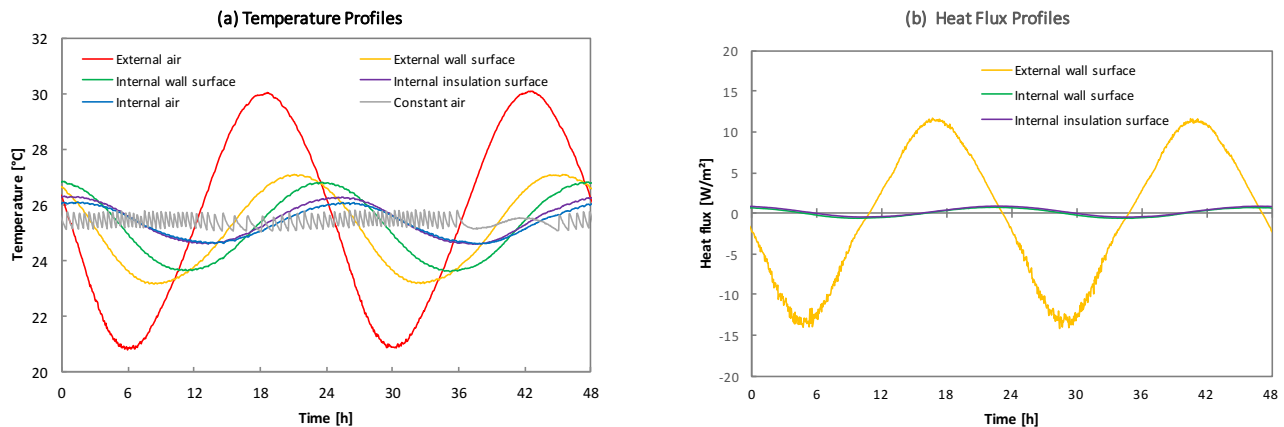 (a) Temperature Profiles
32
30
28
26
24
22
20
0 6 12 18 24 30 36 42 48
Temperature [°C]
Time [h]
External air
External wall surface
Internal wall surface
Internal insulation surface
Internal air
Constant air
(b) Heat Flux Profiles
20
15
10
5
0
-5
-10
-15
-20
0 6 12 18 24 30 36 42 48
Heat flux [W/m²]
Time [h]
External wall surface
Internal wall surface
Internal insulation surface